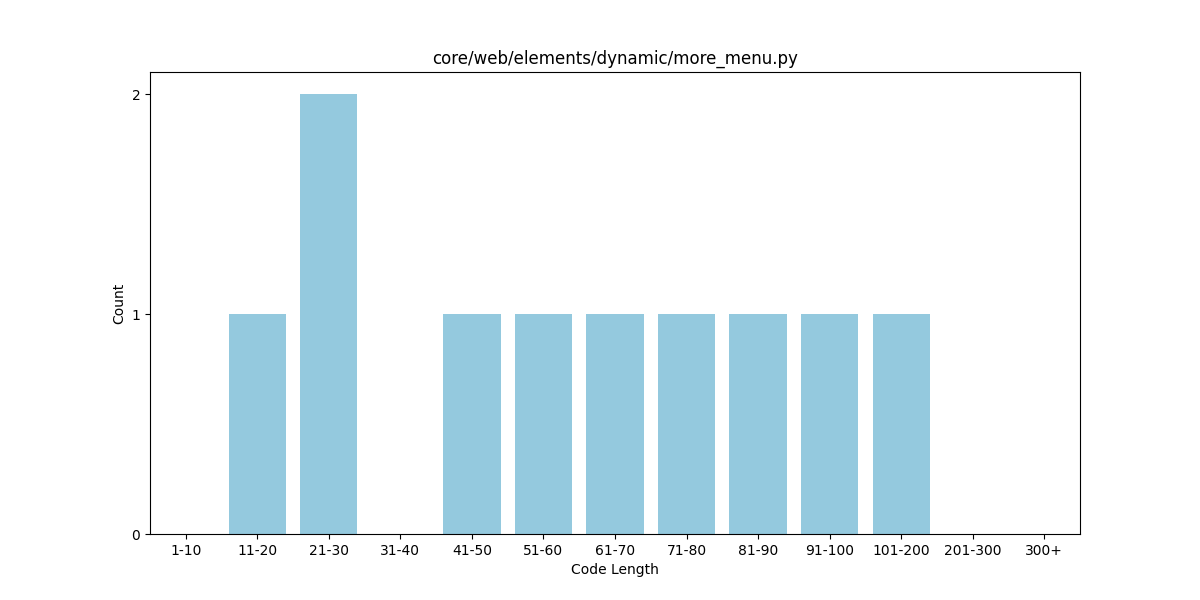 core/web/elements/dynamic/more_menu.py
2
1
0
Count
1-10 11-20 21-30 31-40 41-50 51-60 61-70 71-80 81-90 91-100 101-200 201-300 300+
Code Length